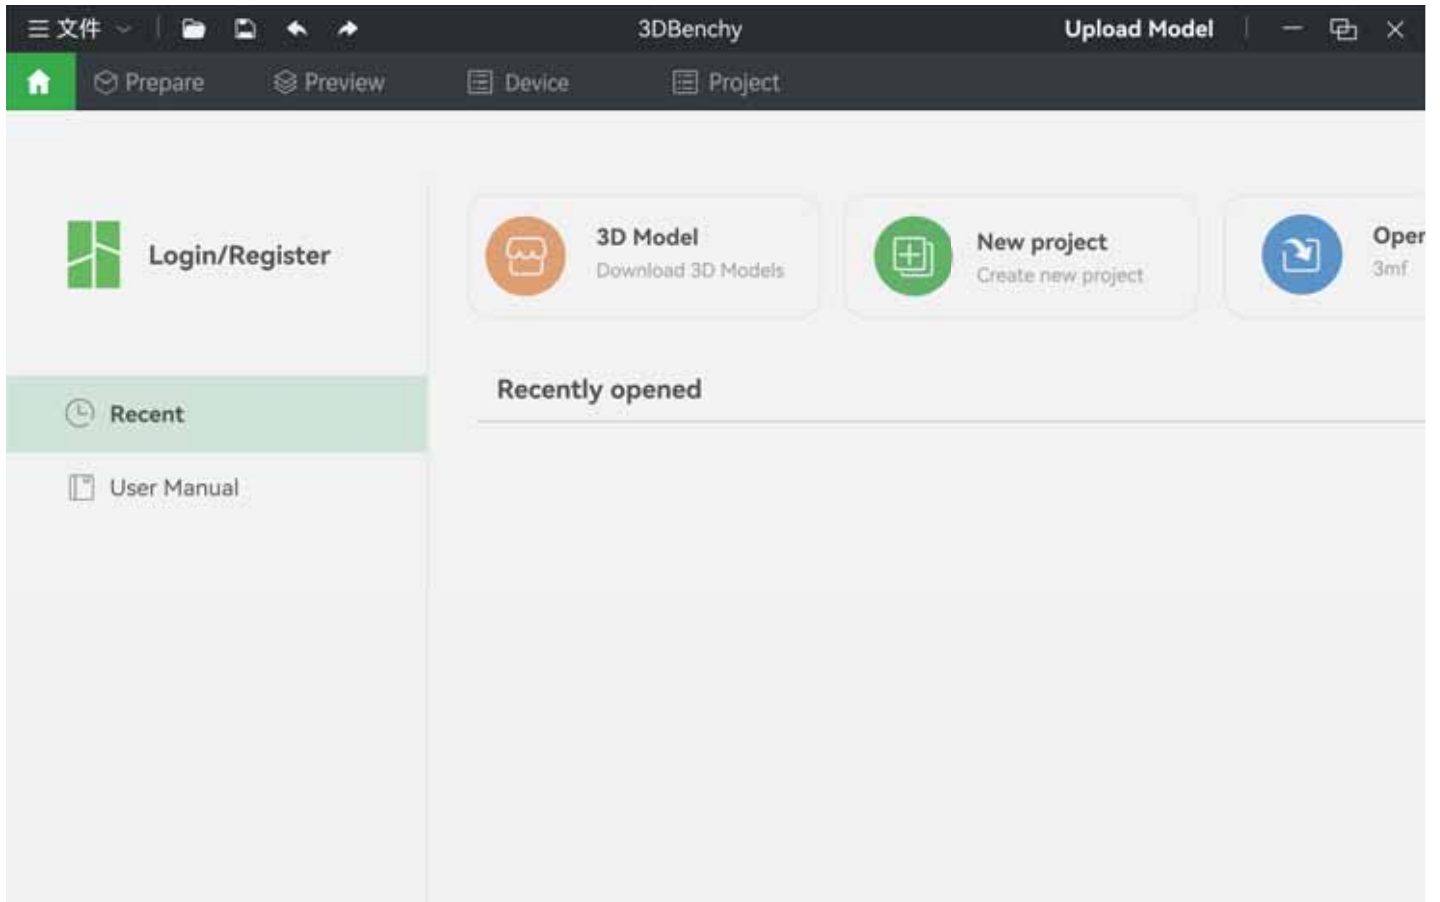 文件
3DBenchy
Upload Model
Prepare
Preview
Device
Project
Login/Register
3D Model
Download 3D Models
New project
Create new project
Oper
3mf
Recently opened
Recent
User Manual